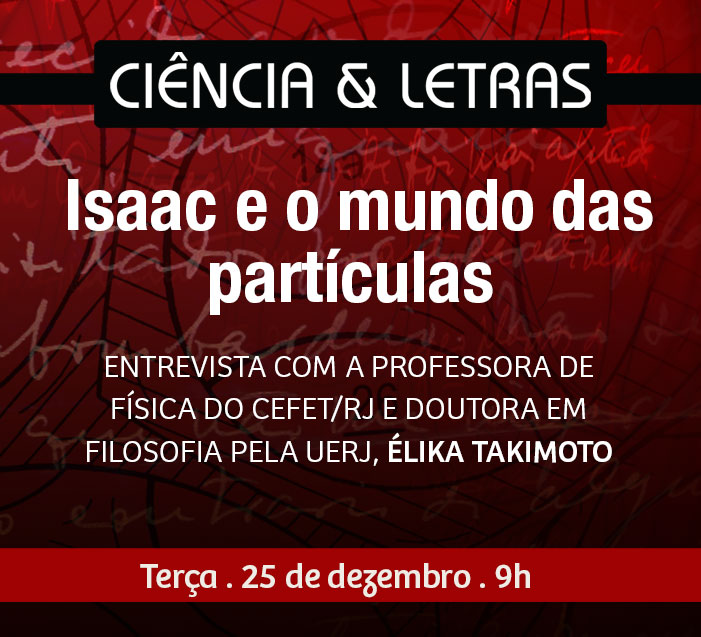 CIÊNCIA & LETRAS
Isaac e o mundo das
partículas
ENTREVISTA COM A PROFESSORA DE
FÍSICA DO CEFET/RJ E DOUTORA EM
FILOSOFIA PELA UERJ, ÉLIKA TAKIMOTO
Terça . 25 de dezembro . 9h